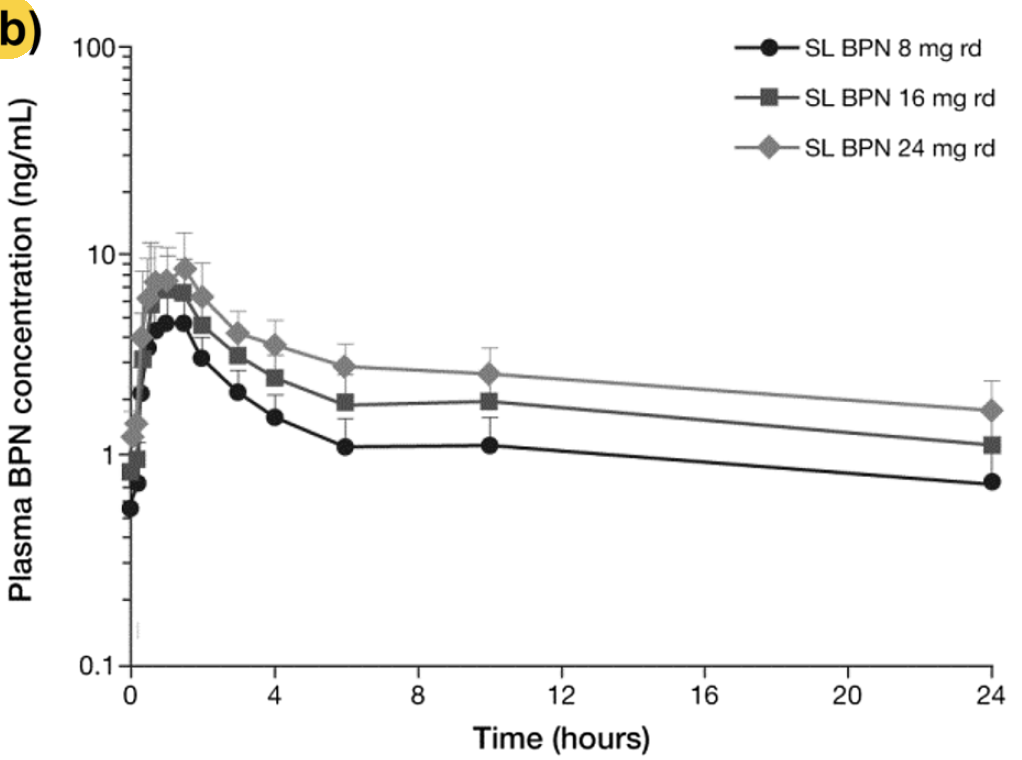 b)
100
10
1
0.1
Plasma BPN concentration (ng/mL)
SL BPN 8 mg rd
SL BPN 16 mg rd
SL BPN 24 mg rd
0 4 8 12 16 20 24
Time (hours)